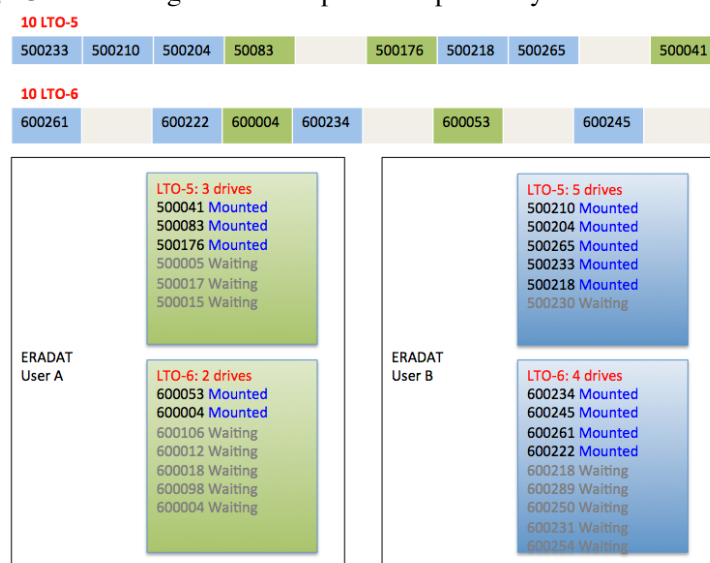 10 LTO-5
500233 500210 500204 50083 500176 500218 500265 500041
10 LTO-6
600261 600222 600004 600234 600053 600245
LTO-5: 3 drives
500041 Mounted
500083 Mounted
500176 Mounted
500005 Waiting
500017 Waiting
500015 Waiting
ERADAT
User A
LTO-6: 2 drives
600053 Mounted
600004 Mounted
600106 Waiting
600012 Waiting
600018 Waiting
600098 Waiting
600004 Waiting
LTO-5: 5 drives
500210 Mounted
500204 Mounted
500265 Mounted
500233 Mounted
500218 Mounted
500230 Waiting
ERADAT
User B
LTO-6: 4 drives
600234 Mounted
600245 Mounted
600261 Mounted
600222 Mounted
600218 Waiting
600289 Waiting
600250 Waiting
600231 Waiting
600254 Waiting